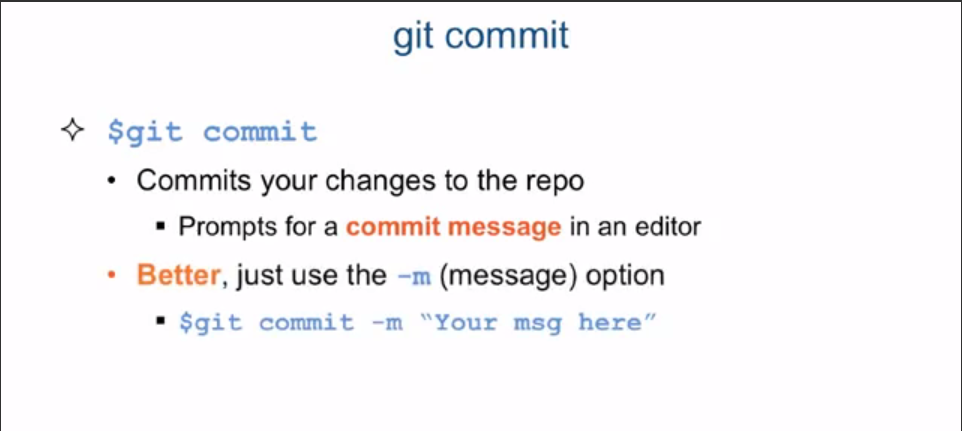 git commit
$git commit
• Commits your changes to the repo
▪ Prompts for a commit message in an editor
• Better, just use the –m (message) option
▪ $git commit –m “Your msg here”